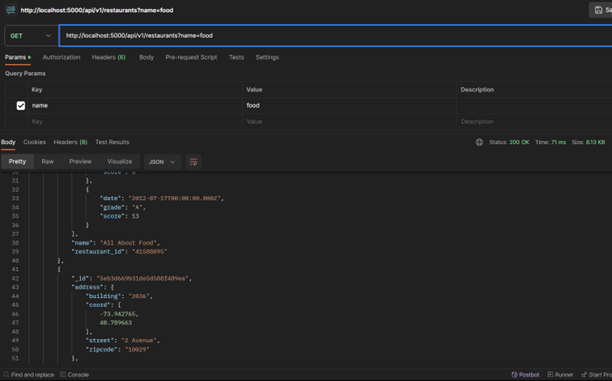 http://localhost:5000/api/v1/restaurants?name=food
GET http://localhost:5000/api/v1/restaurants?name=food
Params Authorization Headers (6) Body Pre-request Script Tests Settings
Query Params
Key Value Description
name food
Key Value Description
Body Cookies Headers (8) Test Results Status: 200 OK Time: 71 ms Size: 8.13 KB
Pretty Raw Preview Visualize JSON
31 },
32 {
33 "date": "2012-07-17T00:00:00.000Z",
34 "grade": "A",
35 "score": 13
36 }
37 ],
38 "name": "All About Food",
39 "restaurant_id": "41580095"
40 },
41 {
42 "_id":
43 "address": {
44 "building": "2036",
45 "coord": [
46 -73.942765,
47 40.789663
48 ],
49 "street": "2 Avenue",
50 "zipcode": "10029"
51 },
Find and replace Console Postbot Runner Start Pro